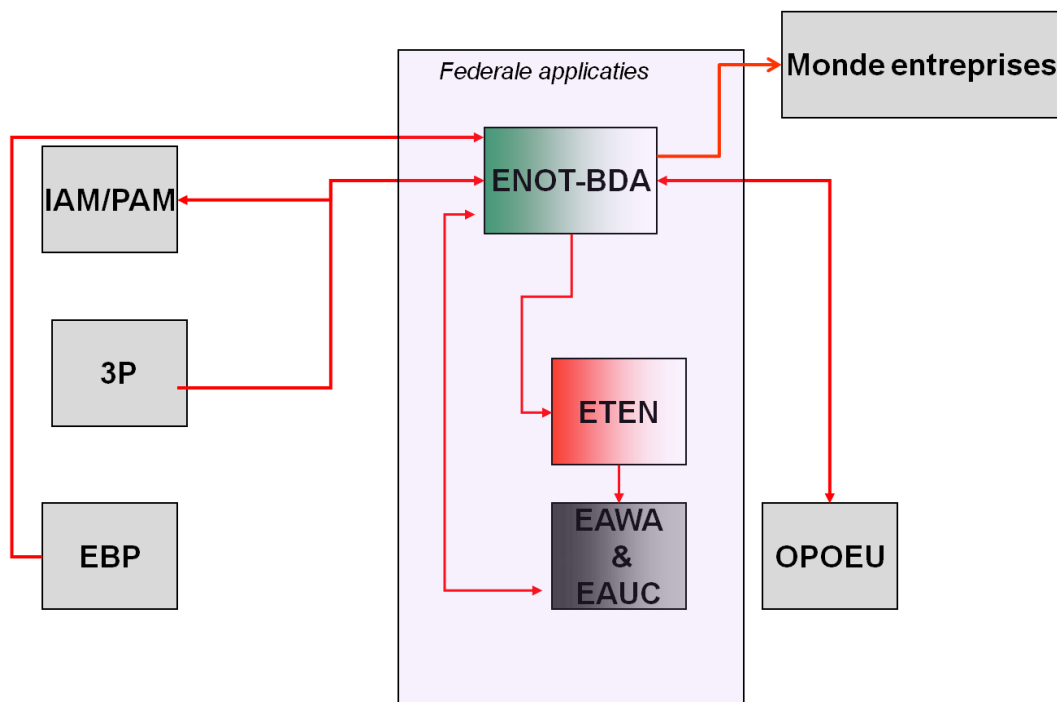 Federale applicaties
Monde entreprises
ENOT-BDA
IAM/PAM
3P
ETEN
EBP
EAWA
&
EAUC
OPOEU